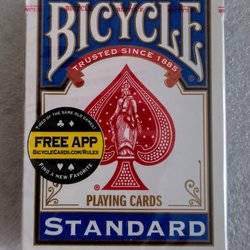 BICYCLE
®
TRUSTED SINCE 1885
TIRED OF THE SAME OLD GAMES?
FREE APP
BICYCLECARDS.COM/RULES
FIND A NEW FAVORITE.
PLAYING CARDS
STANDARD